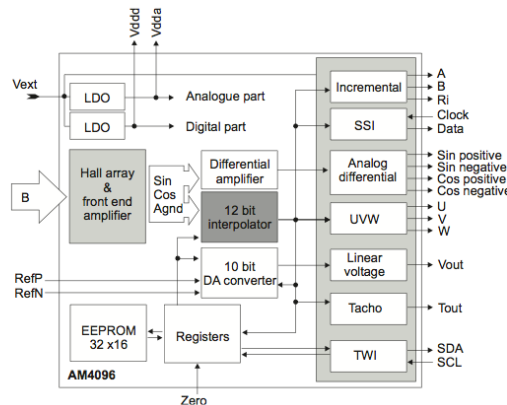 Vddd
Vdda
Vext
LDO
Analogue part
LDO
Digital part
B
Hall array
&
front end
amplifier
Sin
Cos
Agnd
Differential
amplifier
12 bit
interpolator
10 bit
DA converter
RefP
RefN
EEPROM
32 x16
Registers
AM4096
Zero
Incremental
A
B
Ri
SSI
Clock
Data
Analog
differential
Sin positive
Sin negative
Cos positive
Cos negative
UVW
U
V
W
Linear
voltage
Vout
Tacho
Tout
TWI
SDA
SCL